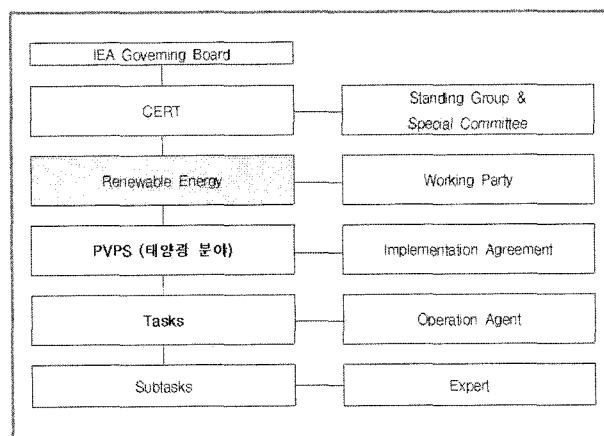 IEA Governing Board
CERT
Standing Group &
Special Committee
Renewable Energy
Working Party
PVPS (태양광 분야)
Implementation Agreement
Tasks
Operation Agent
Subtasks
Expert